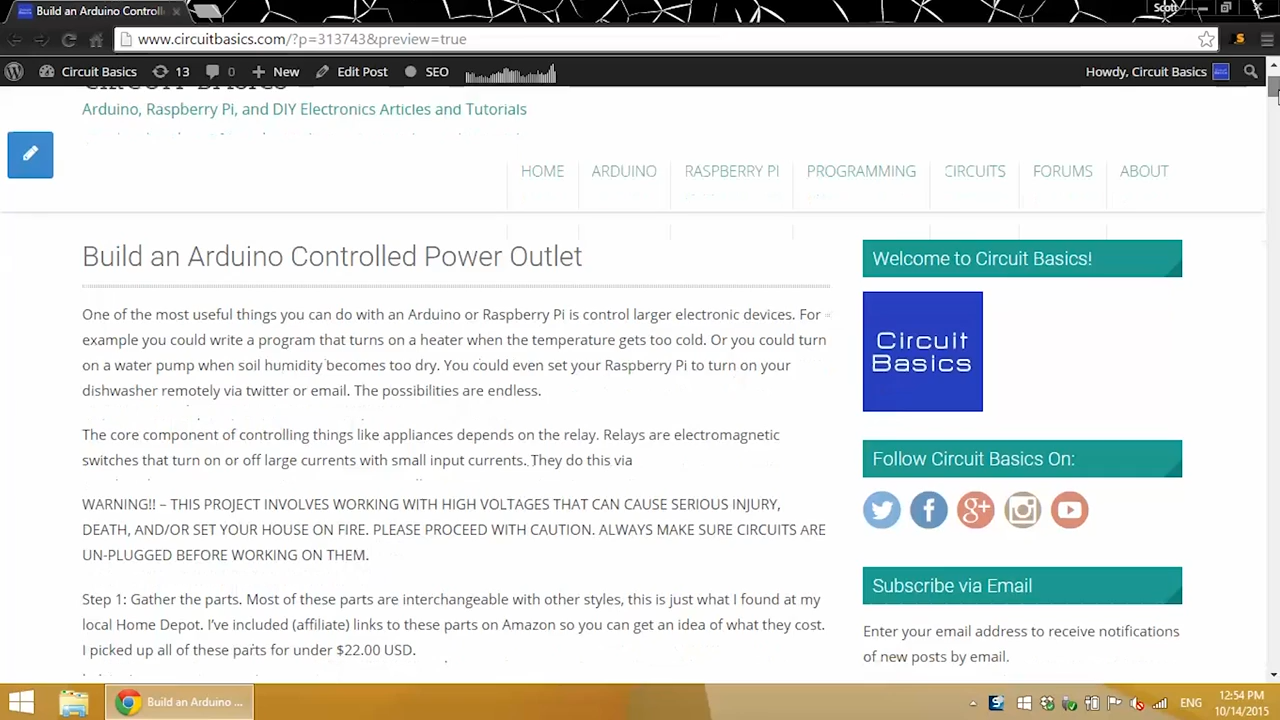 Build an Arduino Controll
Scott
www.circuitbasics.com/?p=313743&preview=true
Circuit Basics 13 0 New Edit Post SEO Howdy, Circuit Basics
Arduino, Raspberry Pi, and DIY Electronics Articles and Tutorials
HOME ARDUINO RASPBERRY PI PROGRAMMING CIRCUITS FORUMS ABOUT
Build an Arduino Controlled Power Outlet
One of the most useful things you can do with an Arduino or Raspberry Pi is control larger electronic devices. For
example you could write a program that turns on a heater when the temperature gets too cold. Or you could turn
on a water pump when soil humidity becomes too dry. You could even set your Raspberry Pi to turn on your
dishwasher remotely via twitter or email. The possibilities are endless.
The core component of controlling things like appliances depends on the relay. Relays are electromagnetic
switches that turn on or off large currents with small input currents. They do this via
WARNING!! – THIS PROJECT INVOLVES WORKING WITH HIGH VOLTAGES THAT CAN CAUSE SERIOUS INJURY,
DEATH, AND/OR SET YOUR HOUSE ON FIRE. PLEASE PROCEED WITH CAUTION. ALWAYS MAKE SURE CIRCUITS ARE
UN-PLUGGED BEFORE WORKING ON THEM.
Step 1: Gather the parts. Most of these parts are interchangeable with other styles, this is just what I found at my
local Home Depot. I've included (affiliate) links to these parts on Amazon so you can get an idea of what they cost.
I picked up all of these parts for under $22.00 USD.
Welcome to Circuit Basics!
Circuit
Basics
Follow Circuit Basics On:
Subscribe via Email
Enter your email address to receive notifications
of new posts by email.
Build an Arduino ...
ENG
12:54 PM
10/14/2015